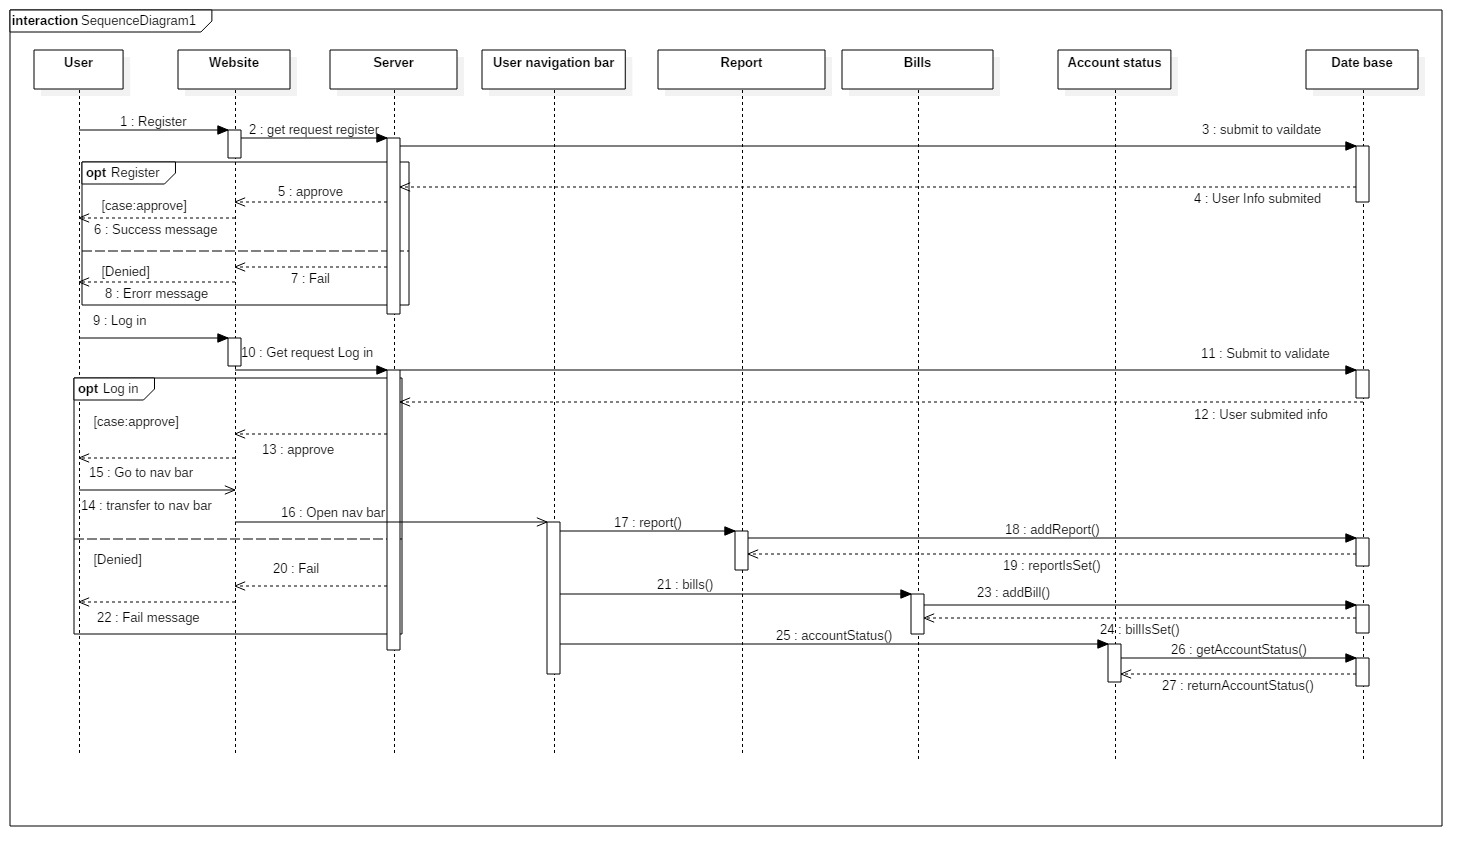 interaction SequenceDiagram1
User
Website
Server
User navigation bar
Report
Bills
Account status
Date base
1 : Register
2 : get request register
3 : submit to vaildate
opt Register
4 : User Info submited
5 : approve
[case:approve]
6 : Success message
[Denied]
7 : Fail
8 : Erorr message
9 : Log in
10 : Get request Log in
11 : Submit to validate
opt Log in
12 : User submited info
[case:approve]
13 : approve
15 : Go to nav bar
14 : transfer to nav bar
16 : Open nav bar
17 : report()
18 : addReport()
19 : reportIsSet()
[Denied]
20 : Fail
21 : bills()
23 : addBill()
22 : Fail message
24 : billIsSet()
25 : accountStatus()
26 : getAccountStatus()
27 : returnAccountStatus()